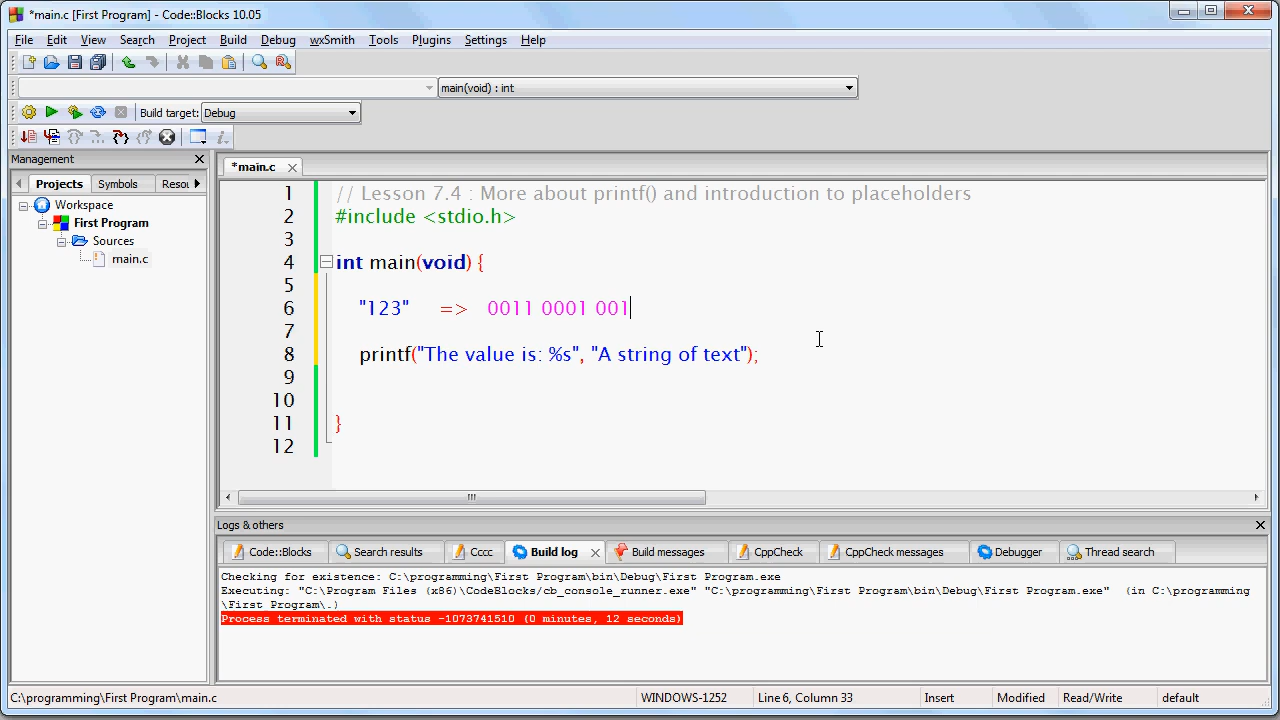 *main.c [First Program] - Code::Blocks 10.05
File Edit View Search Project Build Debug wxSmith Tools Plugins Settings Help
main(void) : int
Build target: Debug
Management
Projects Symbols Resou
*main.c
Workspace
First Program
Sources
main.c
1 // Lesson 7.4 : More about printf() and introduction to placeholders
2 #include <stdio.h>
3
4 int main(void) {
5
6 "123" => 0011 0001 001
7
8 printf("The value is: %s", "A string of text");
9
10
11 }
12
Logs & others
Code::Blocks Search results Cccc Build log Build messages CppCheck CppCheck messages Debugger Thread search
Checking for existence: C:\programming\First Program\bin\Debug\First Program.exe
Executing: "C:\Program Files (x86)\CodeBlocks/cb_console_runner.exe" "C:\programming\First Program\bin\Debug\First Program.exe" (in C:\programming
\First Program\.)
Process terminated with status -1073741510 (0 minutes, 12 seconds)
C:\programming\First Program\main.c WINDOWS-1252 Line 6, Column 33 Insert Modified Read/Write default